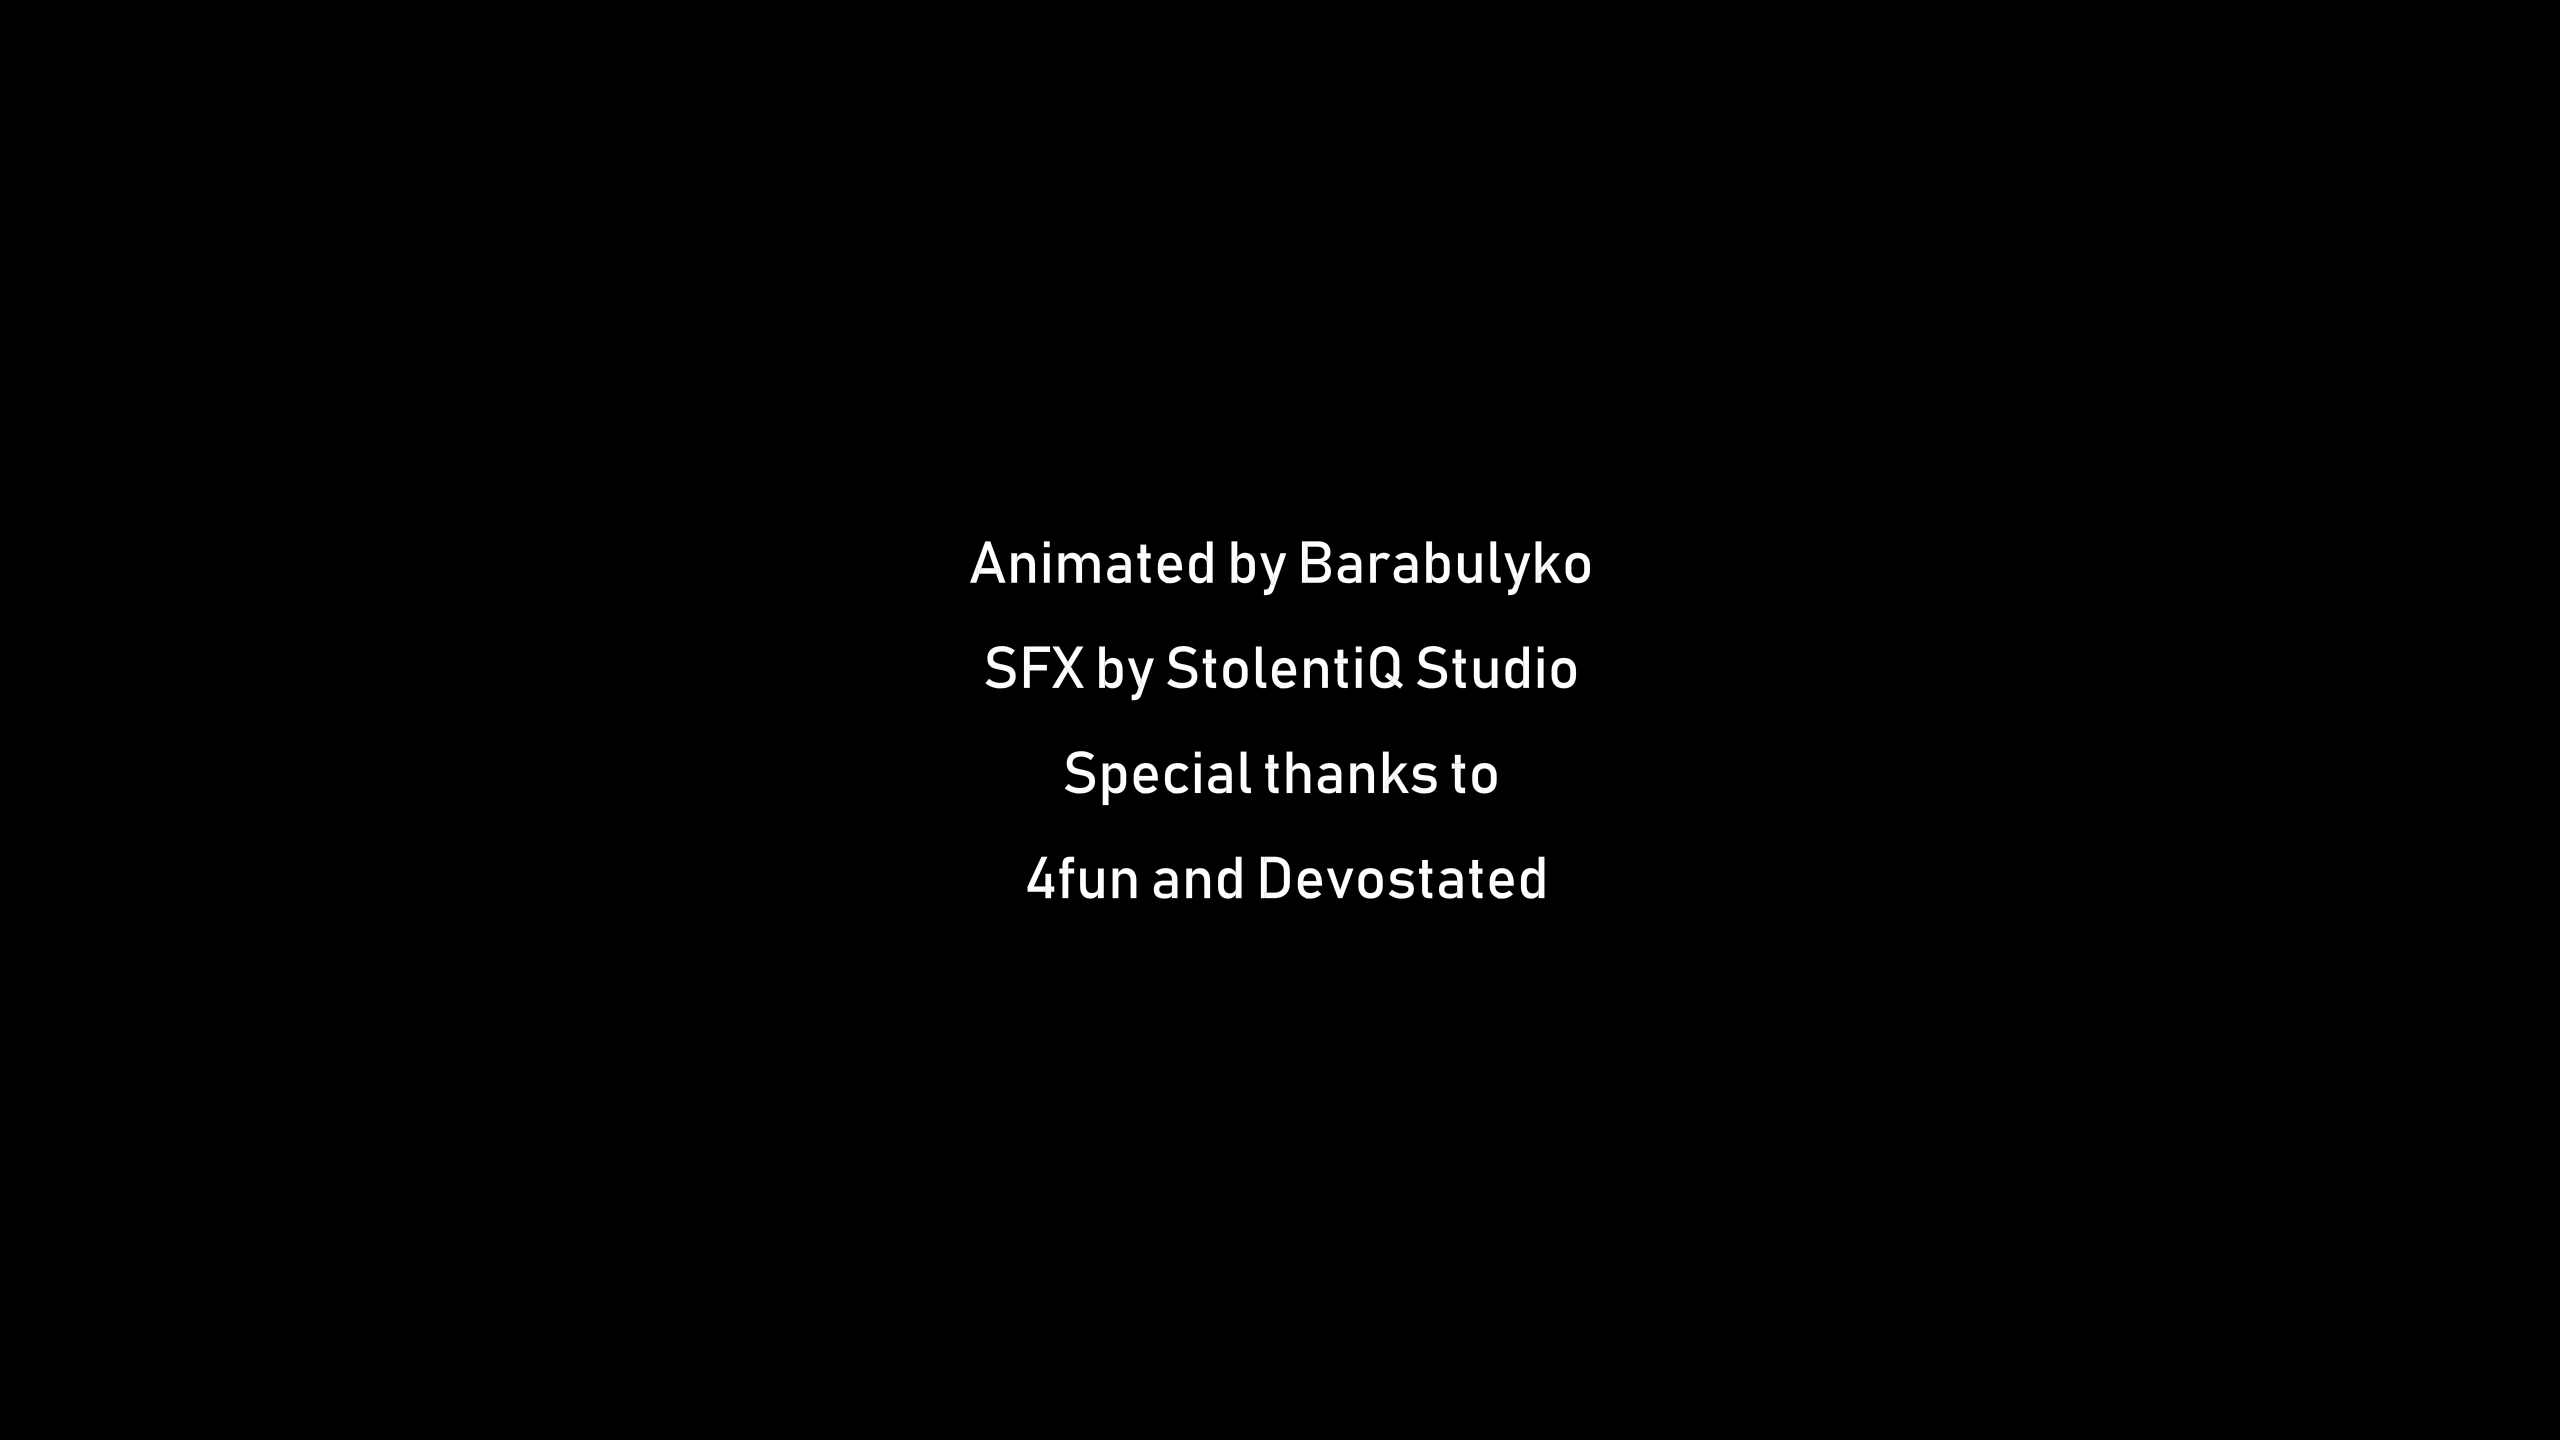 Animated by Barabulyko
SFX by StolentiQ Studio
Special thanks to
4fun and Devostated